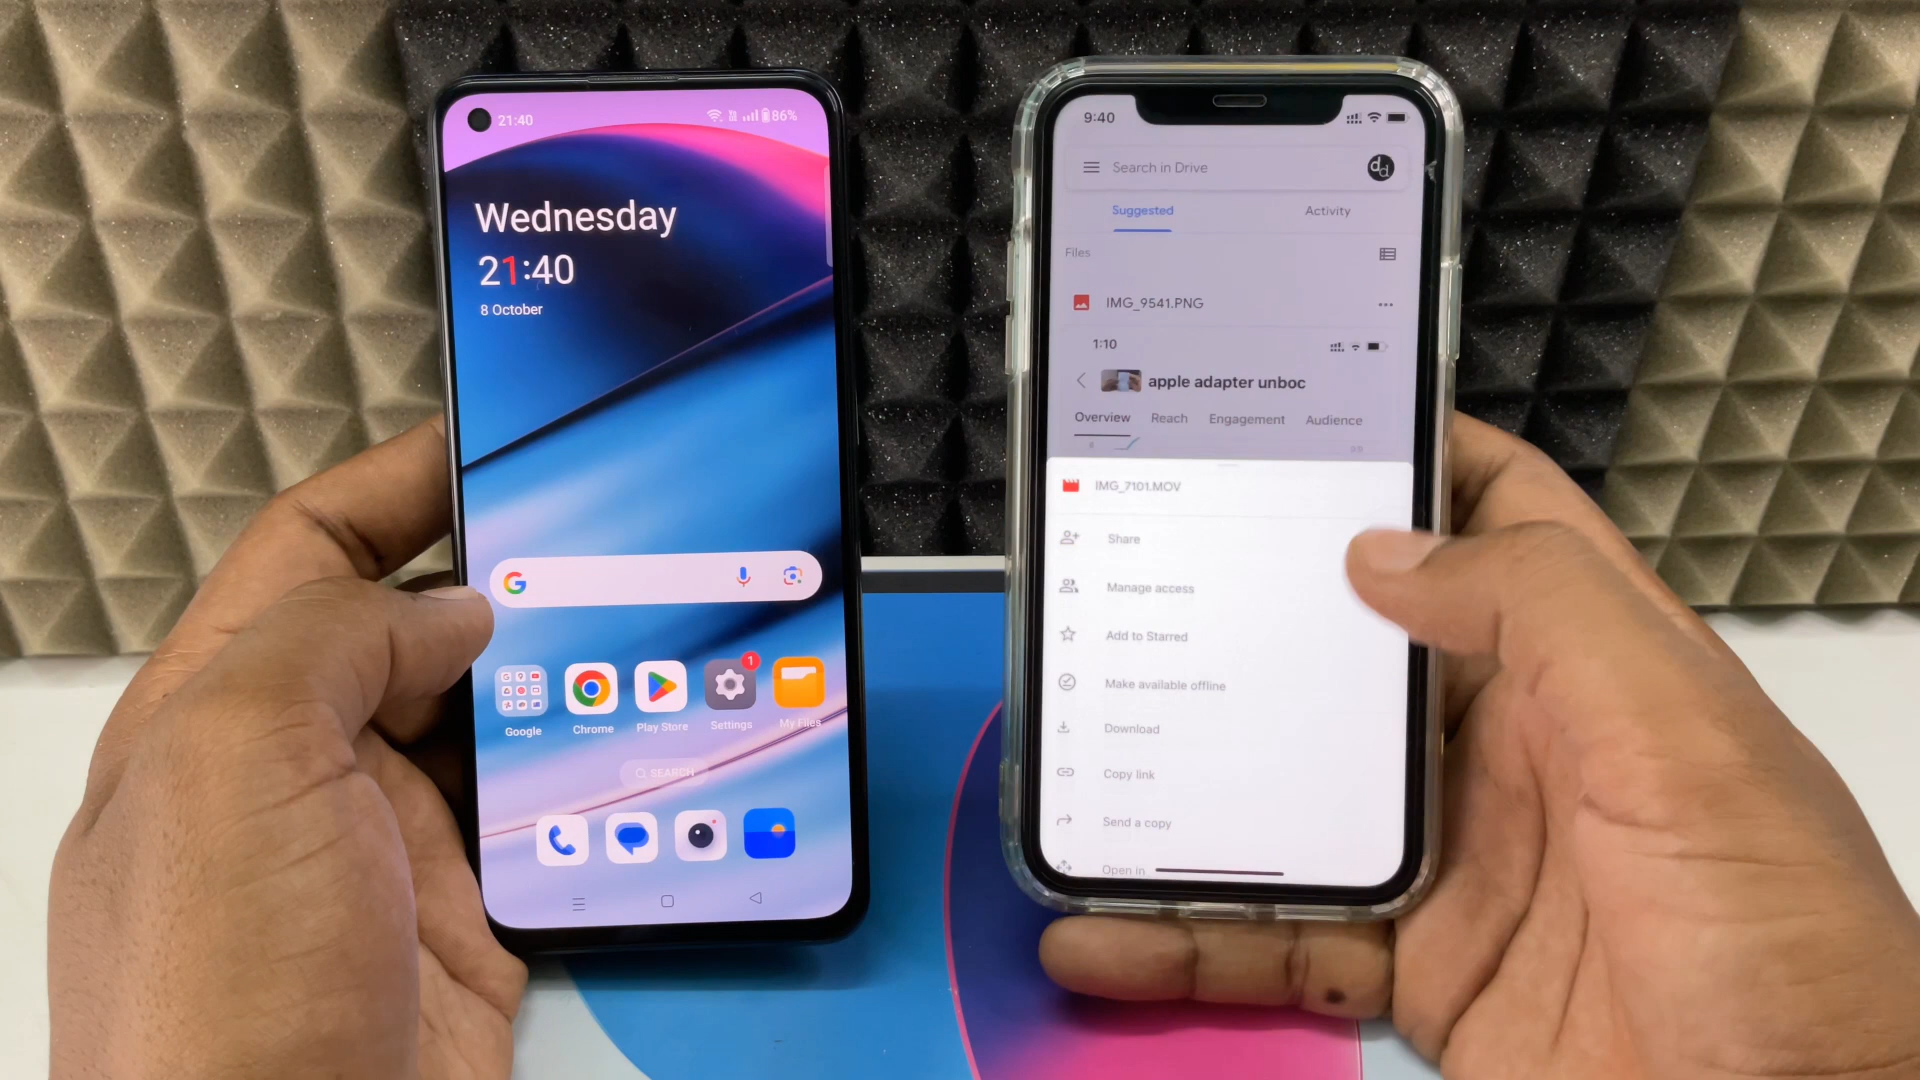 21:40
86%
Wednesday
21:40
8 October
G
Google
Chrome
Play Store
Settings
1
My Files
SEARCH
9:40
Search in Drive
dd
Suggested
Activity
Files
IMG_9541.PNG
1:10
apple adapter unboc
Overview
Reach
Engagement
Audience
IMG_7101.MOV
Share
Manage access
Add to Starred
Make available offline
Download
Copy link
Send a copy
Open in